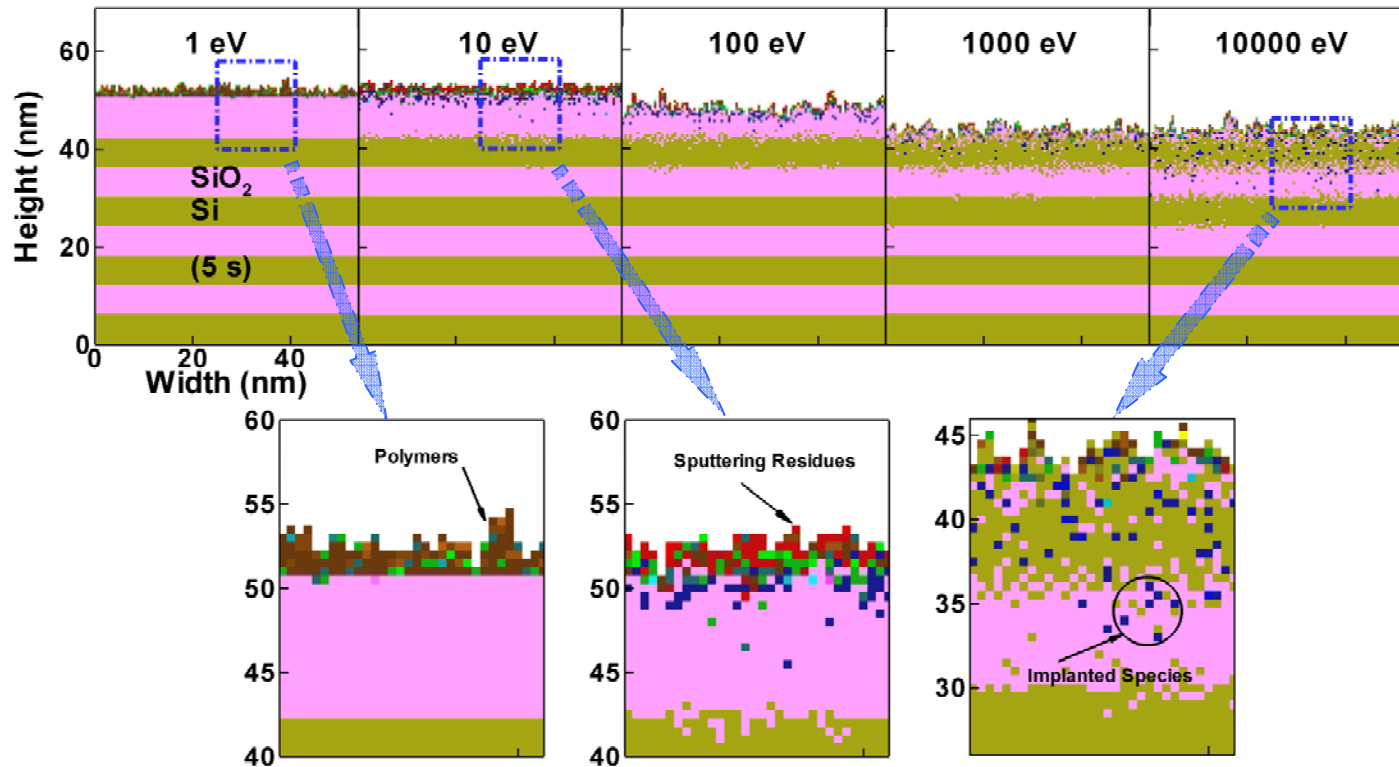 1 eV
10 eV
100 eV
1000 eV
10000 eV
60
40
20
0
Height (nm)
SiO₂
Si
(5 s)
0
20
40
Width (nm)
60
55
50
45
40
Polymers
60
55
50
45
40
Sputtering Residues
45
40
35
30
Implanted Species